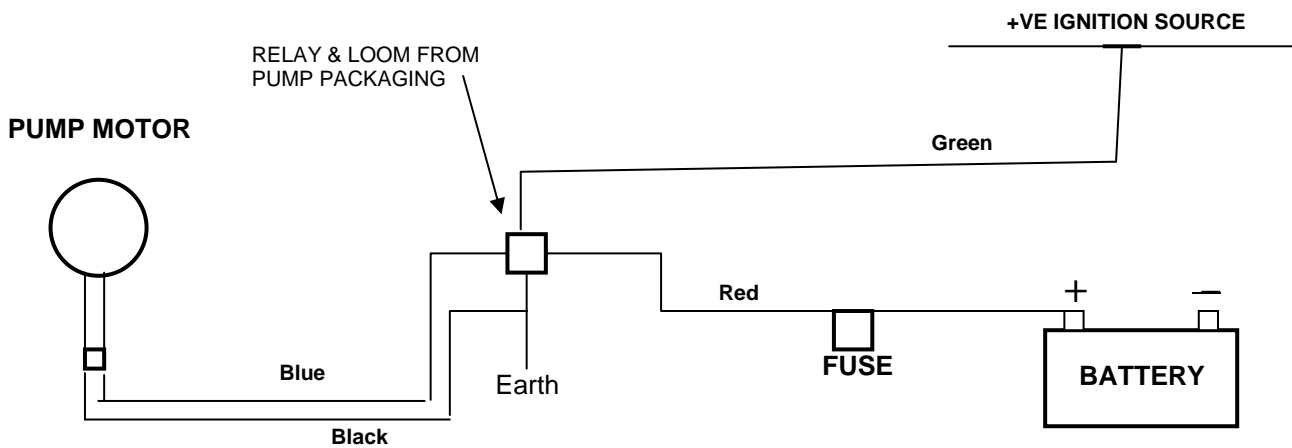 +VE IGNITION SOURCE
RELAY & LOOM FROM
PUMP PACKAGING
PUMP MOTOR
Green
Red
+ –
FUSE
BATTERY
Blue
Earth
Black